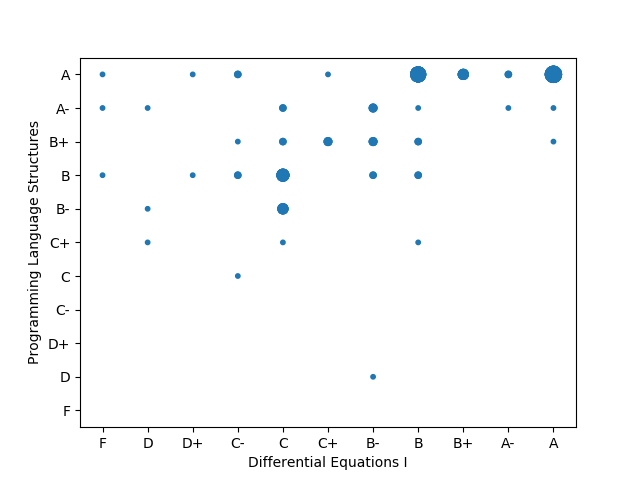 A
A-
B+
B
B-
C+
C
C-
D+
D
F
Programming Language Structures
F D D+ C- C C+ B- B B+ A- A
Differential Equations I